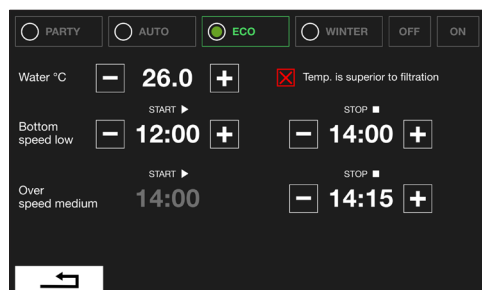 PARTY AUTO ECO WINTER OFF ON
Water °C - 26.0 + Temp. is superior to filtration
START STOP
Bottom
speed low - 12:00 + - 14:00 +
START STOP
Over
speed medium 14:00 - 14:15 +